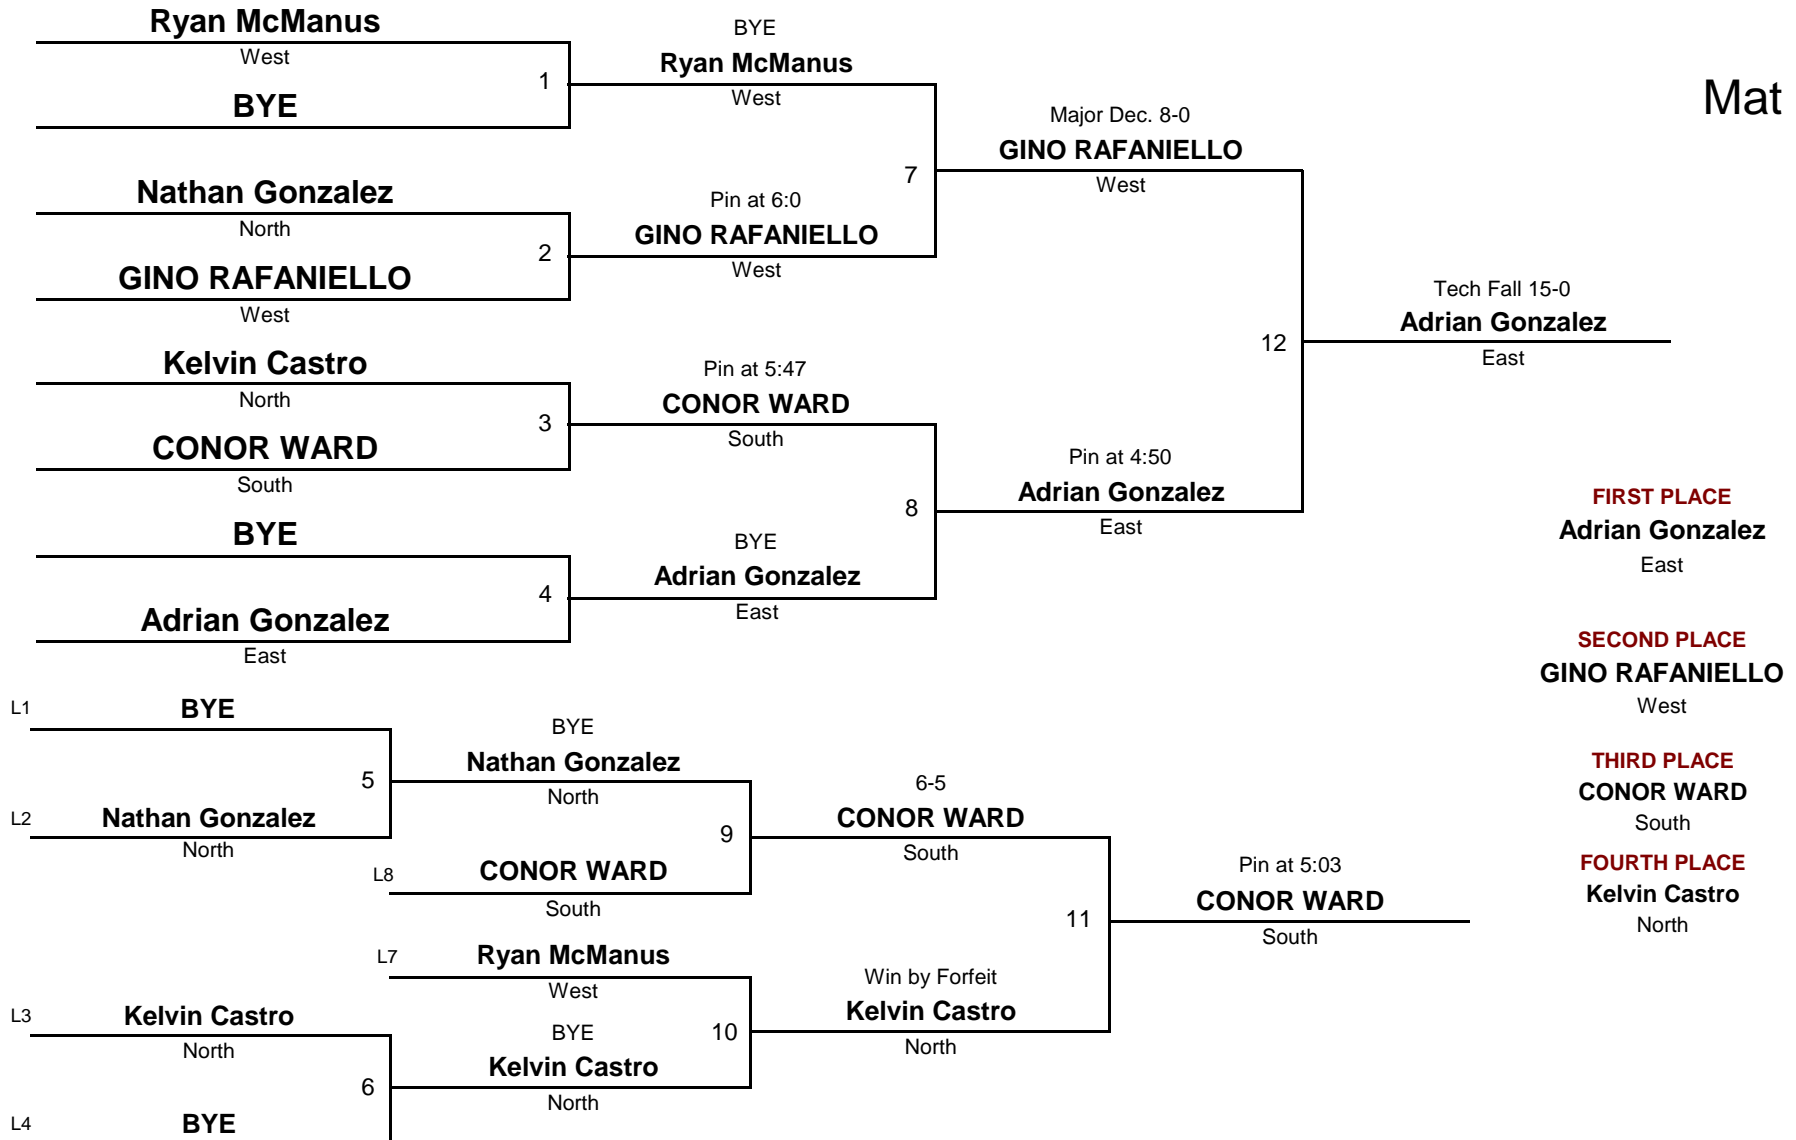 Ryan McManus
West
1
BYE
BYE
Ryan McManus
West
Mat
Nathan Gonzalez
North
2
GINO RAFANIELLO
West
Pin at 6:0
GINO RAFANIELLO
West
7
Major Dec. 8-0
GINO RAFANIELLO
West
Kelvin Castro
North
3
CONOR WARD
South
Pin at 5:47
CONOR WARD
South
BYE
4
Adrian Gonzalez
East
BYE
Adrian Gonzalez
East
8
Pin at 4:50
Adrian Gonzalez
East
12
Tech Fall 15-0
Adrian Gonzalez
East
FIRST PLACE
Adrian Gonzalez
East
SECOND PLACE
GINO RAFANIELLO
West
THIRD PLACE
CONOR WARD
South
FOURTH PLACE
Kelvin Castro
North
L1
BYE
5
L2
Nathan Gonzalez
North
BYE
Nathan Gonzalez
North
9
L8
CONOR WARD
South
6-5
CONOR WARD
South
L7
Ryan McManus
West
10
L3
Kelvin Castro
North
6
L4
BYE
BYE
Kelvin Castro
North
Win by Forfeit
Kelvin Castro
North
11
Pin at 5:03
CONOR WARD
South